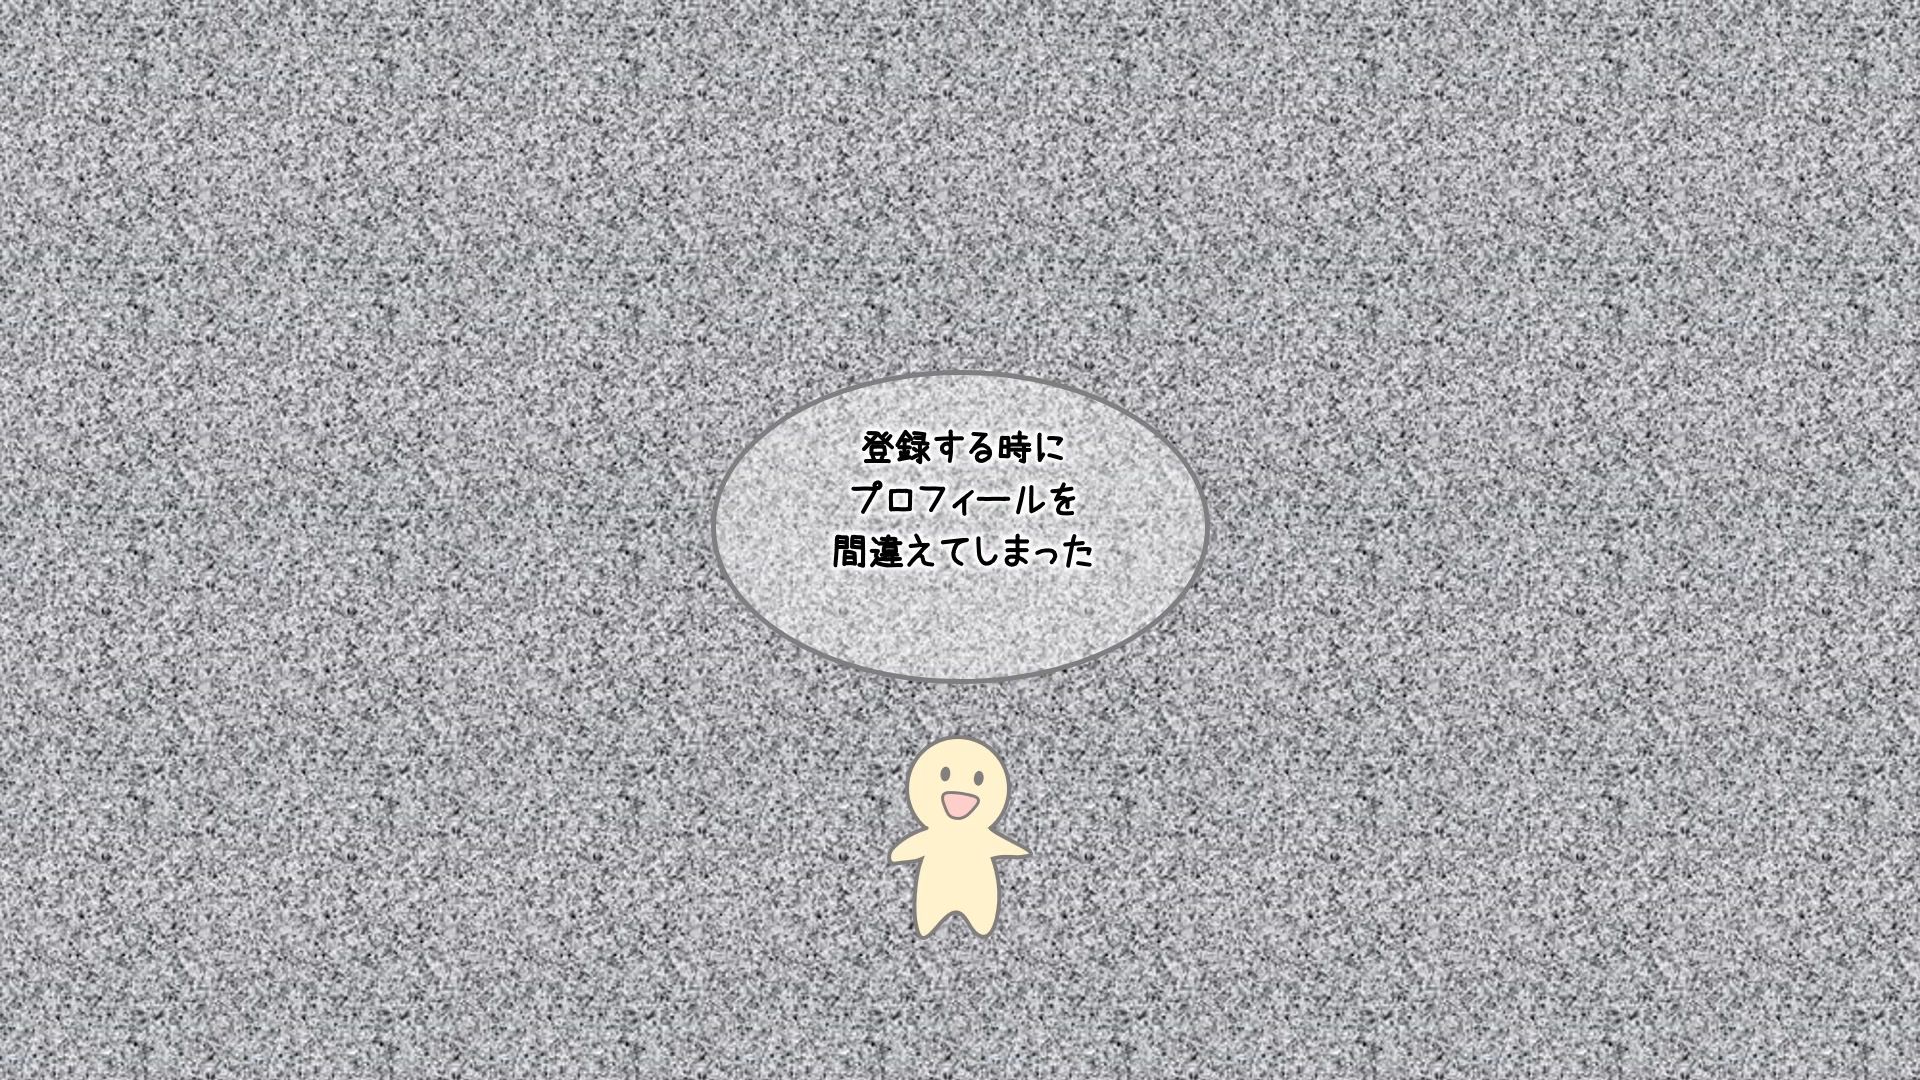 登録する時に
プロフィールを
間違えてしまった